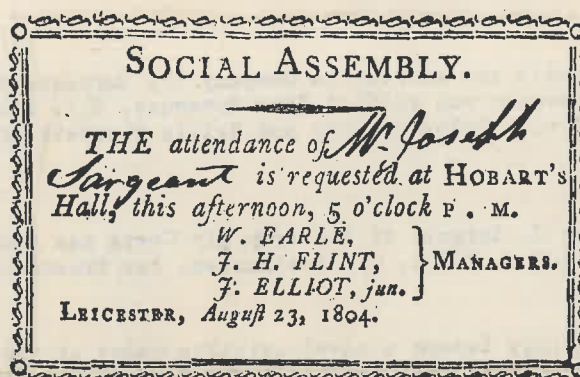 SOCIAL ASSEMBLY.
THE attendance of Mr. Joseph
Sargeant is requested at HOBART's
Hall, this afternoon, 5 o'clock P. M.
W. EARLE,
J. H. FLINT, } MANAGERS.
J. ELLIOT, jun.
LEICESTER, Auguſt 23, 1804.